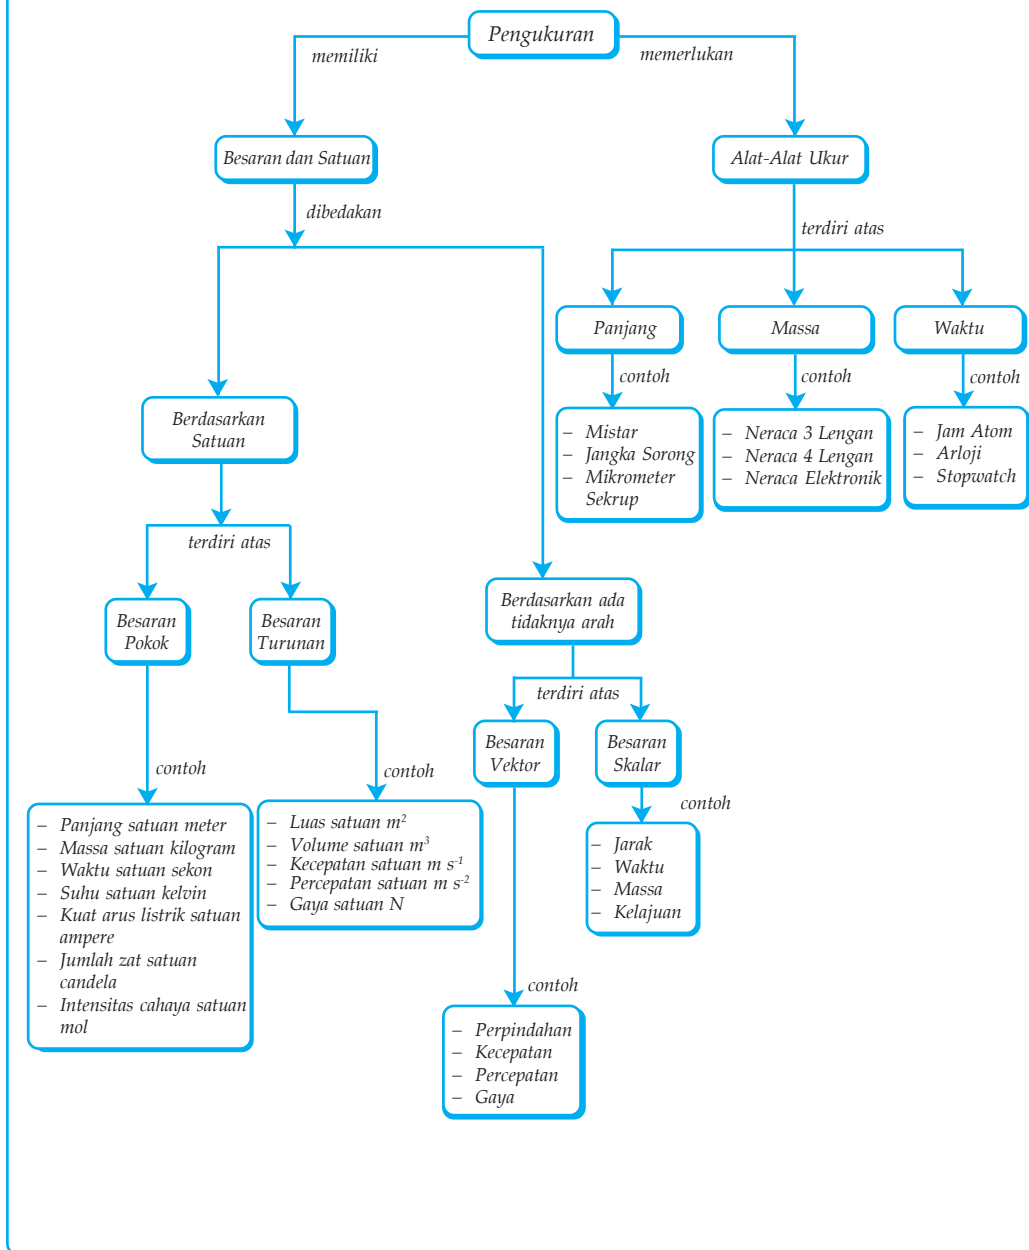 Pengukuran
memiliki
memerlukan
Besaran dan Satuan
Alat-Alat Ukur
dibedakan
terdiri atas
Panjang
Massa
Waktu
contoh
contoh
contoh
– Mistar
– Jangka Sorong
– Mikrometer
Sekrup
– Neraca 3 Lengan
– Neraca 4 Lengan
– Neraca Elektronik
– Jam Atom
– Arloji
– Stopwatch
Berdasarkan
Satuan
terdiri atas
Besaran
Pokok
Besaran
Turunan
Berdasarkan ada
tidaknya arah
terdiri atas
Besaran
Vektor
Besaran
Skalar
contoh
contoh
contoh
– Panjang satuan meter
– Massa satuan kilogram
– Waktu satuan sekon
– Suhu satuan kelvin
– Kuat arus listrik satuan
ampere
– Jumlah zat satuan
candela
– Intensitas cahaya satuan
mol
– Luas satuan m²
– Volume satuan m³
– Kecepatan satuan m s⁻¹
– Percepatan satuan m s⁻²
– Gaya satuan N
– Jarak
– Waktu
– Massa
– Kelajuan
contoh
– Perpindahan
– Kecepatan
– Percepatan
– Gaya